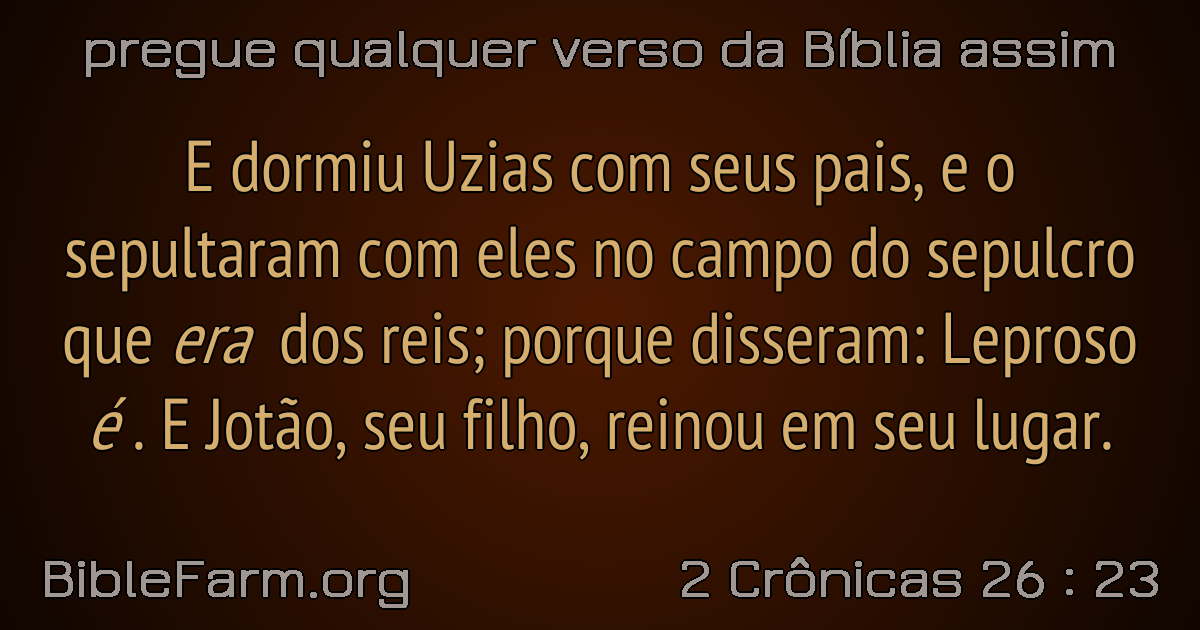 pregue qualquer verso da Bíblia assim
E dormiu Uzias com seus pais, e o
sepultaram com eles no campo do sepulcro
que era dos reis; porque disseram: Leproso
é . E Jotão, seu filho, reinou em seu lugar.
BibleFarm.org
2 Crônicas 26 : 23